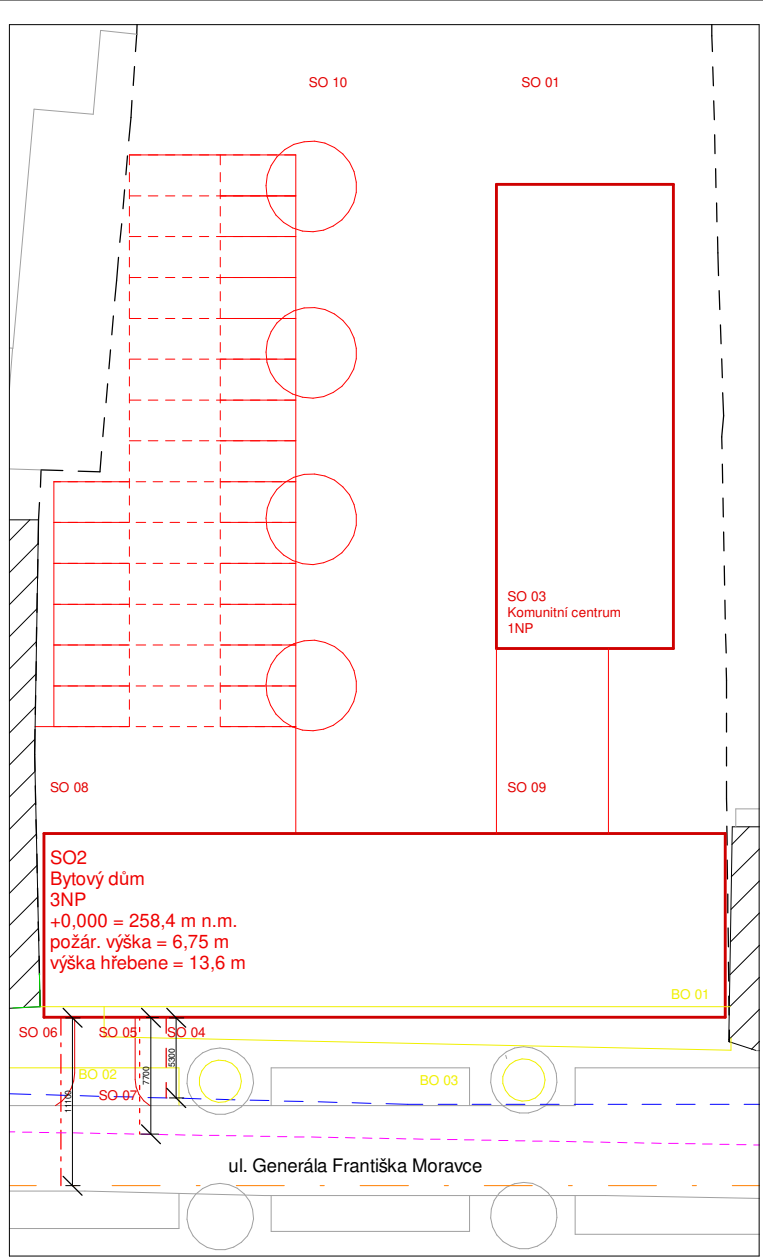 SO 10
SO 01
SO 03
Komunitní centrum
1NP
SO 08
SO 09
SO2
Bytový dům
3NP
+0,000 = 258,4 m n.m.
požár. výška = 6,75 m
výška hřebene = 13,6 m
BO 01
SO 06
SO 05
SO 04
5300
7700
11100
BO 02
BO 03
SO 07
ul. Generála Františka Moravce